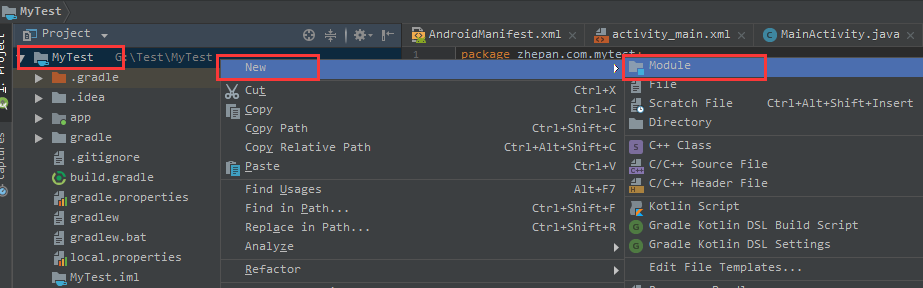 MyTest
Project
AndroidManifest.xml
activity_main.xml
MainActivity.java
1: Project
Captures
MyTest G:\Test\MyTest
.gradle
.idea
app
gradle
.gitignore
build.gradle
gradle.properties
gradlew
gradlew.bat
local.properties
MyTest.iml
1
package zhepan.com.mytest;
New
Cut Ctrl+X
Copy Ctrl+C
Copy Path Ctrl+Shift+C
Copy Relative Path Ctrl+Alt+Shift+C
Paste Ctrl+V
Find Usages Alt+F7
Find in Path... Ctrl+Shift+F
Replace in Path... Ctrl+Shift+R
Analyze
Refactor
Module
File
Scratch File Ctrl+Alt+Shift+Insert
Directory
C++ Class
C/C++ Source File
C/C++ Header File
Kotlin Script
Gradle Kotlin DSL Build Script
Gradle Kotlin DSL Settings
Edit File Templates...